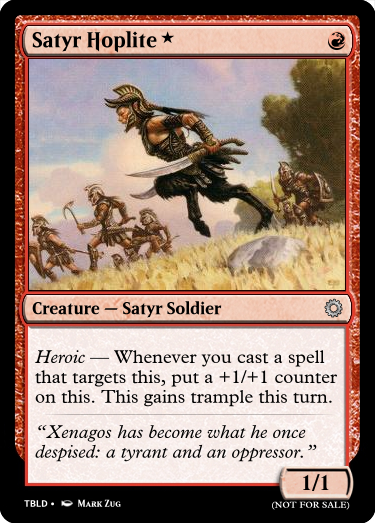 Satyr Hoplite ★
Creature — Satyr Soldier
Heroic — Whenever you cast a spell
that targets this, put a +1/+1 counter
on this. This gains trample this turn.
“Xenagos has become what he once
despised: a tyrant and an oppressor.”
1/1
TBLD • Mark Zug
(NOT FOR SALE)